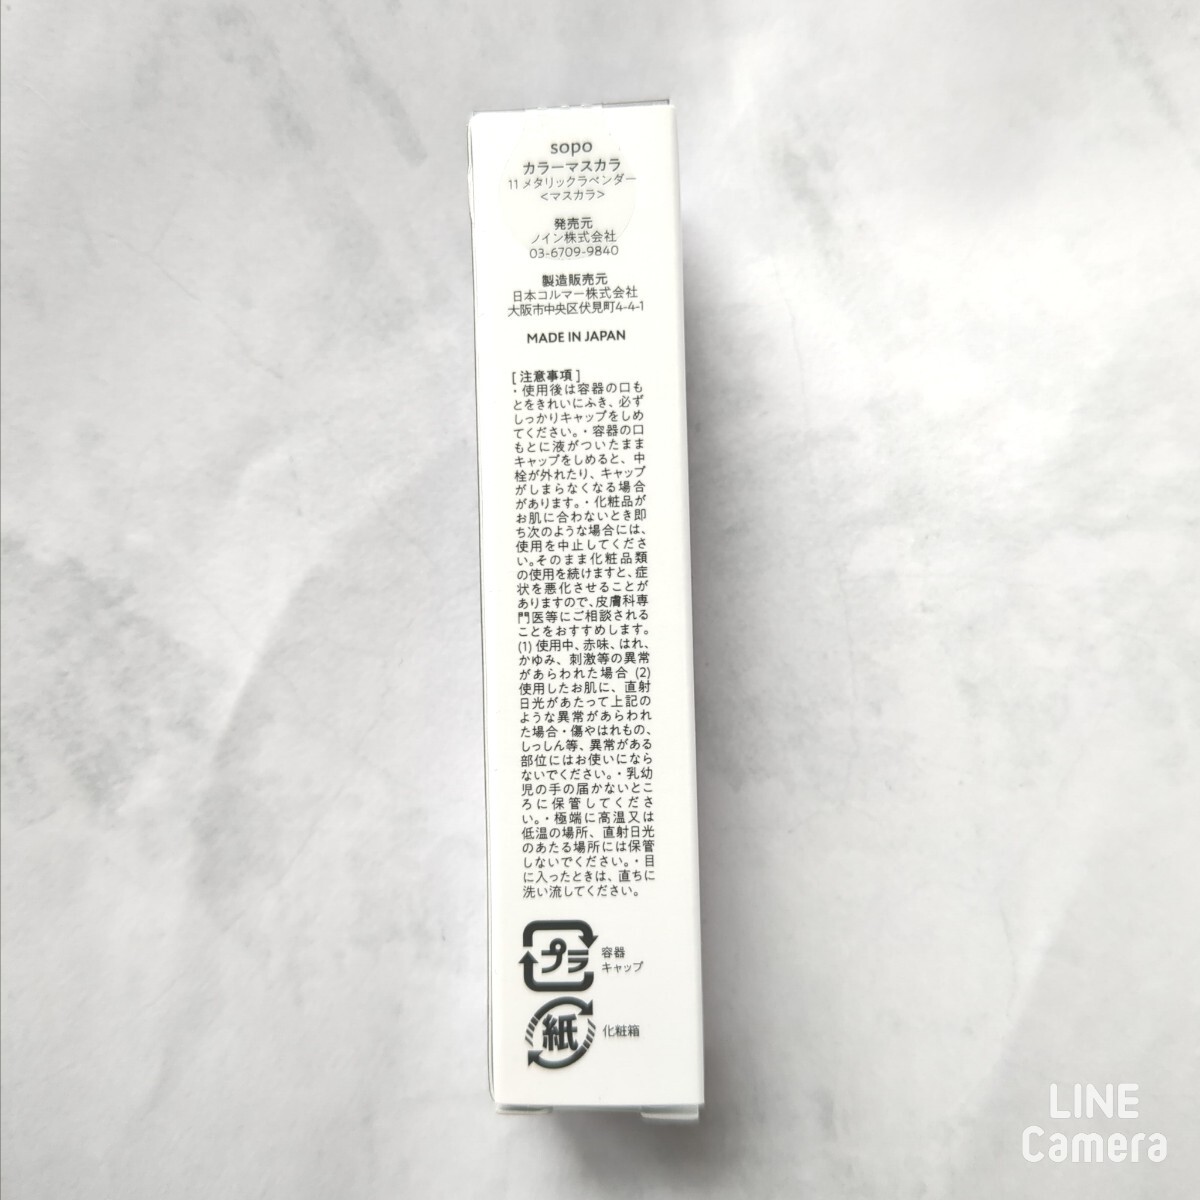 sopo
カラーマスカラ
11 メタリックラベンダー
<マスカラ>
発売元
ノイン株式会社
03-6709-9840
製造販売元
日本コルマー株式会社
大阪市中央区伏見町4-4-1
MADE IN JAPAN
[ 注意事項 ]
・使用後は容器の口も
とをきれいにふき、必ず
しっかりキャップをしめ
てください。・容器の口
もとに液がついたまま
キャップをしめると、中
栓が外れたり、キャップ
がしまらなくなる場合
があります。・化粧品が
お肌に合わないとき即
ち次のような場合には、
使用を中止してくださ
い。そのまま化粧品類
の使用を続けますと、症
状を悪化させることが
ありますので、皮膚科専
門医等にご相談される
ことをおすすめします。
(1) 使用中、赤味、はれ、
かゆみ、刺激等の異常
があらわれた場合 (2)
使用したお肌に、直射
日光があたって上記の
ような異常があらわれ
た場合・傷やはれもの、
しっしん等、異常がある
部位にはお使いになら
ないでください。・乳幼
児の手の届かないとこ
ろに保管してくださ
い。・極端に高温又は
低温の場所、直射日光
のあたる場所には保管
しないでください。・目
に入ったときは、直ちに
洗い流してください。
プラ 容器
キャップ
紙 化粧箱
LINE
Camera